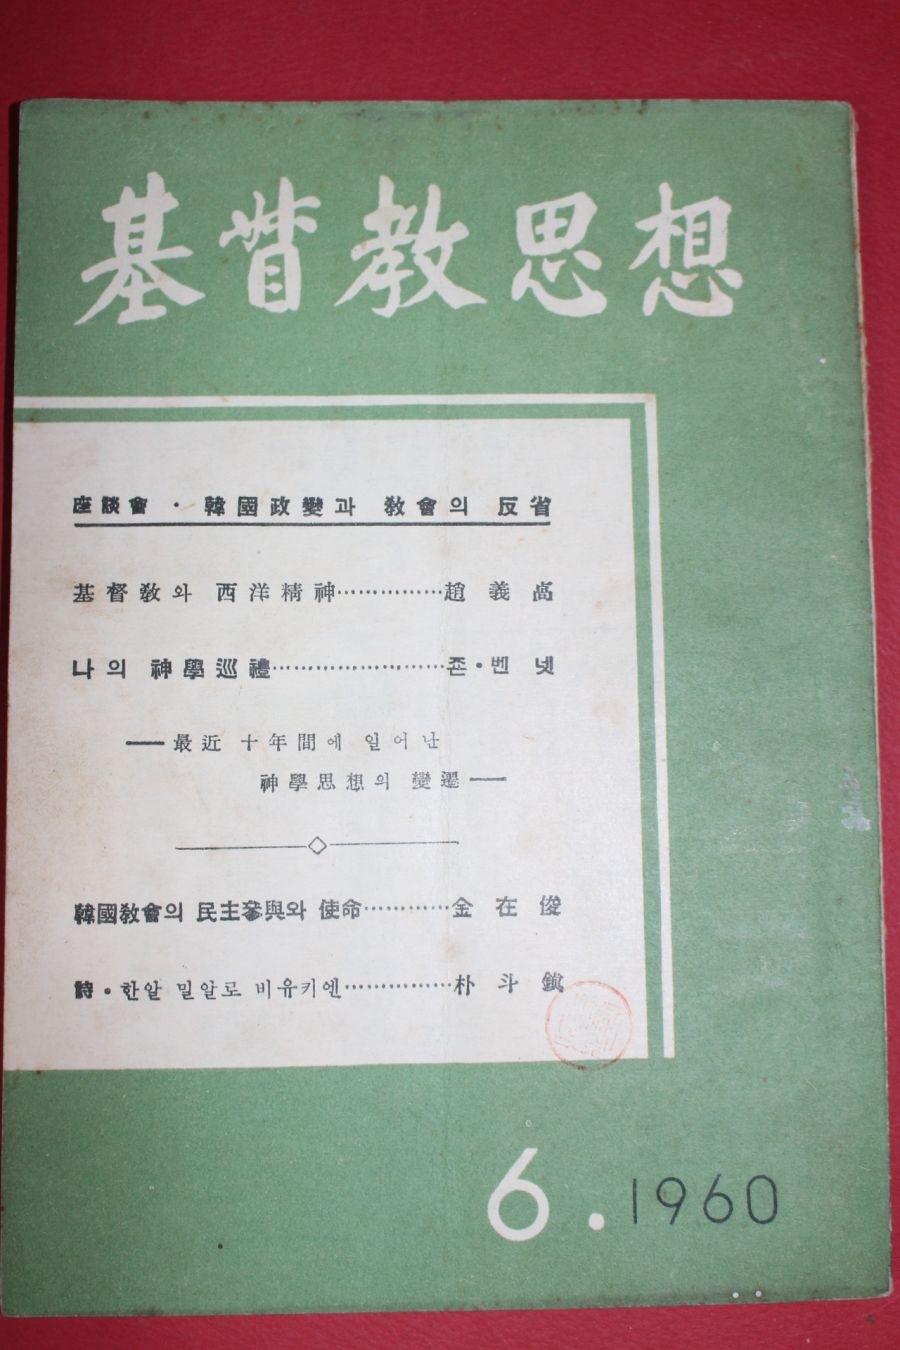 基督教思想
座談會 · 韓國政變과 敎會의 反省
基督敎와 西洋精神……………趙義卨
나의 神學巡禮……………………죤·벤넷
—最近 十年間에 일어난
神學思想의 變遷—
韓國敎會의 民主參與와 使命…………金在俊
詩·한알 밀알로 비유키엔……………朴斗鎭
6.1960